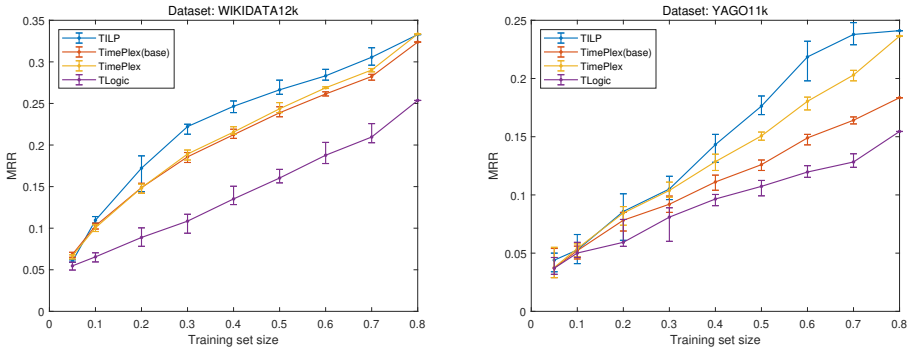 Dataset: WIKIDATA12k
TILP
TimePlex(base)
TimePlex
TLogic
MRR
0.35
0.3
0.25
0.2
0.15
0.1
0.05
0
0
0.1
0.2
0.3
0.4
0.5
0.6
0.7
0.8
Training set size
Dataset: YAGO11k
TILP
TimePlex(base)
TimePlex
TLogic
MRR
0.25
0.2
0.15
0.1
0.05
0
0
0.1
0.2
0.3
0.4
0.5
0.6
0.7
0.8
Training set size